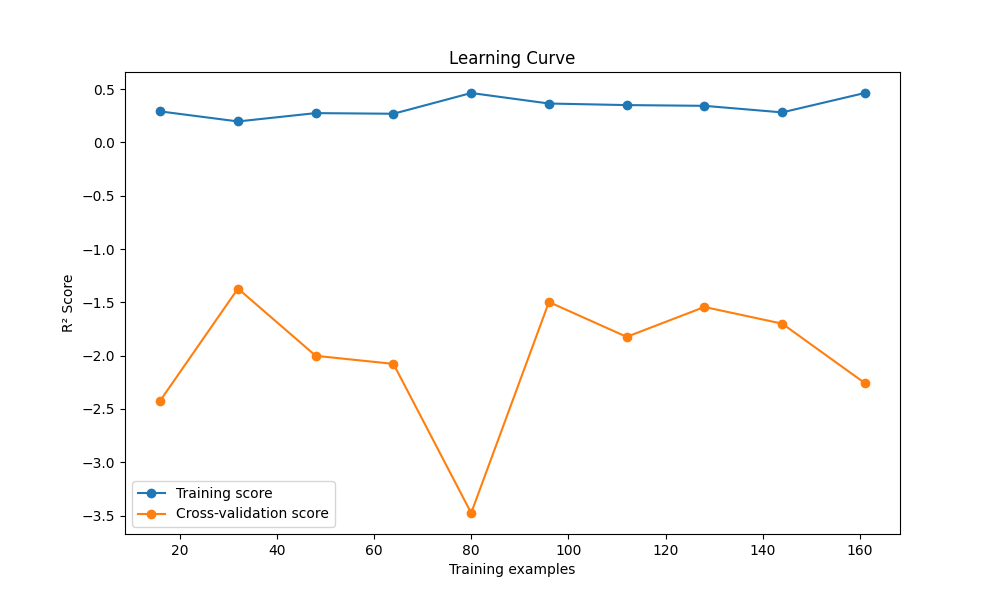 Learning Curve
R² Score
0.5
0.0
−0.5
−1.0
−1.5
−2.0
−2.5
−3.0
−3.5
Training score
Cross-validation score
20 40 60 80 100 120 140 160
Training examples